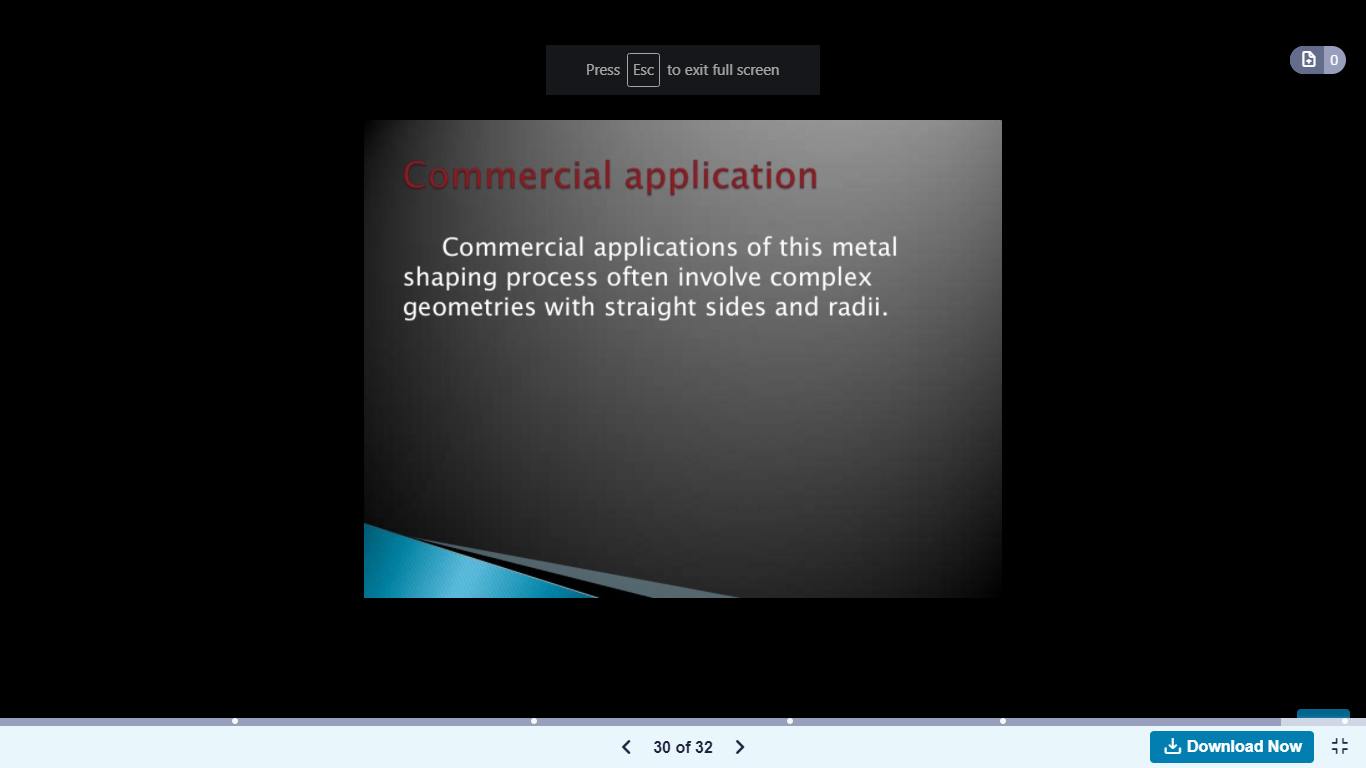 Press Esc to exit full screen
0
Commercial application
Commercial applications of this metal
shaping process often involve complex
geometries with straight sides and radii.
30 of 32
Download Now